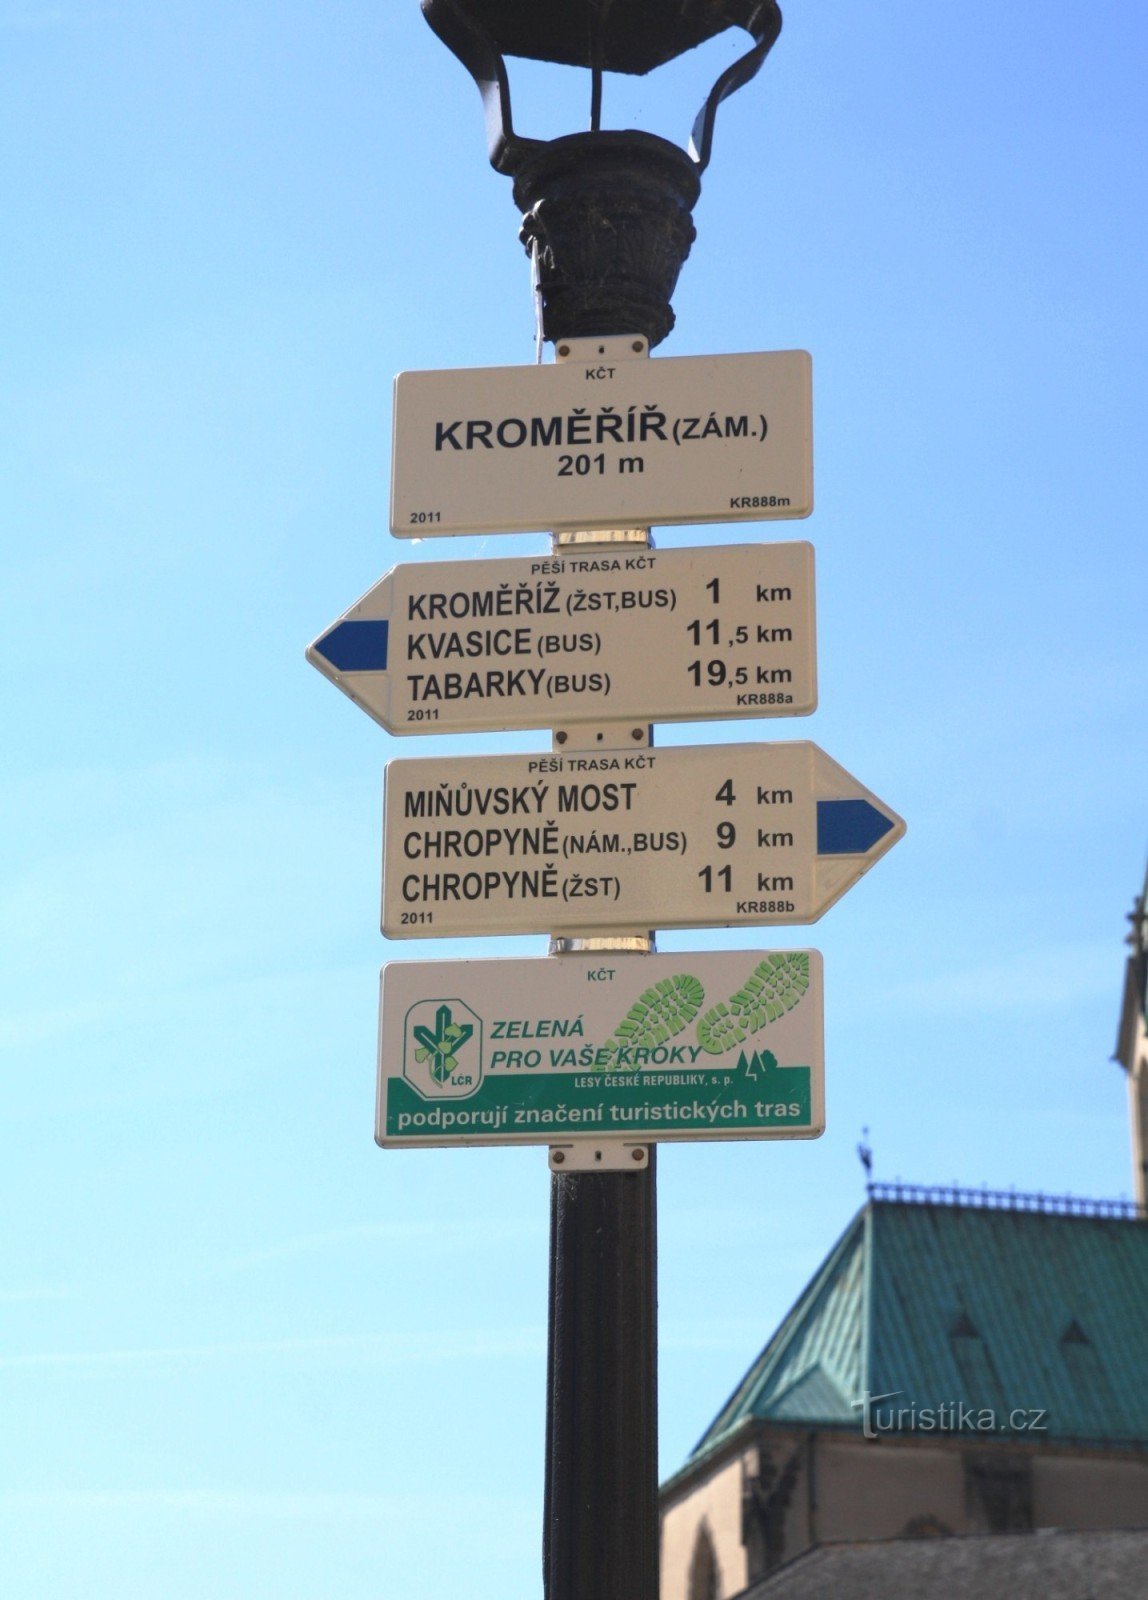 KČT
KROMĚŘÍŘ (ZÁM.)
201 m
2011 KR888m
PĚŠÍ TRASA KČT
KROMĚŘÍŽ (ŽST,BUS) 1 km
KVASICE (BUS) 11,5 km
TABARKY (BUS) 19,5 km
2011 KR888a
PĚŠÍ TRASA KČT
MIŇŮVSKÝ MOST 4 km
CHROPYNĚ (NÁM.,BUS) 9 km
CHROPYNĚ (ŽST) 11 km
2011 KR888b
KČT
ZELENÁ
PRO VAŠE KROKY
LČR
LESY ČESKÉ REPUBLIKY, s. p.
podporují značení turistických tras
Turistika.cz